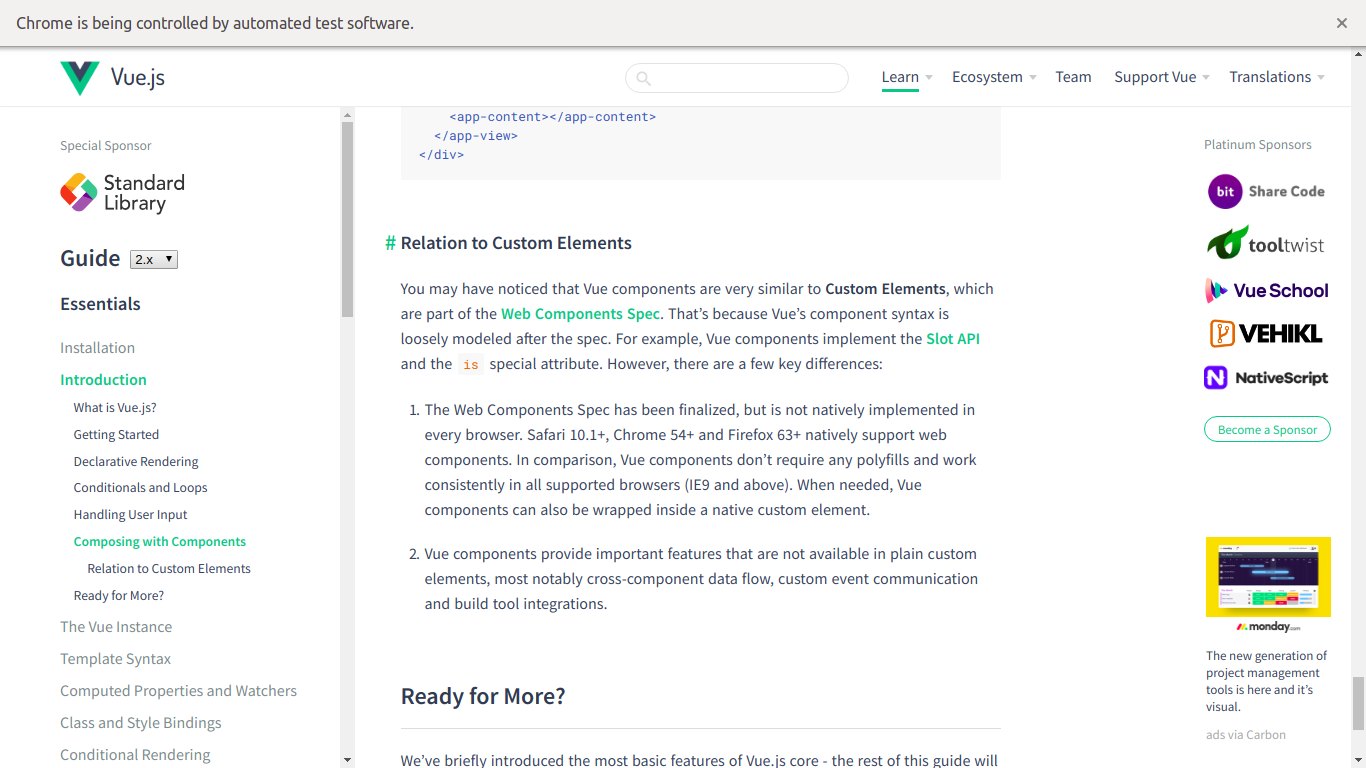 Chrome is being controlled by automated test software.
Vue.js
Learn
Ecosystem
Team
Support Vue
Translations
Special Sponsor
Standard
Library
Guide
2.x
Essentials
Installation
Introduction
What is Vue.js?
Getting Started
Declarative Rendering
Conditionals and Loops
Handling User Input
Composing with Components
Relation to Custom Elements
Ready for More?
The Vue Instance
Template Syntax
Computed Properties and Watchers
Class and Style Bindings
Conditional Rendering
<app-content></app-content>
</app-view>
</div>
# Relation to Custom Elements
You may have noticed that Vue components are very similar to Custom Elements, which
are part of the Web Components Spec. That’s because Vue’s component syntax is
loosely modeled after the spec. For example, Vue components implement the Slot API
and the is special attribute. However, there are a few key differences:
1. The Web Components Spec has been finalized, but is not natively implemented in
every browser. Safari 10.1+, Chrome 54+ and Firefox 63+ natively support web
components. In comparison, Vue components don’t require any polyfills and work
consistently in all supported browsers (IE9 and above). When needed, Vue
components can also be wrapped inside a native custom element.
2. Vue components provide important features that are not available in plain custom
elements, most notably cross-component data flow, custom event communication
and build tool integrations.
Ready for More?
We’ve briefly introduced the most basic features of Vue.js core - the rest of this guide will
Platinum Sponsors
bit Share Code
tooltwist
Vue School
VEHIKL
NativeScript
Become a Sponsor
monday.com
The new generation of
project management
tools is here and it’s
visual.
ads via Carbon